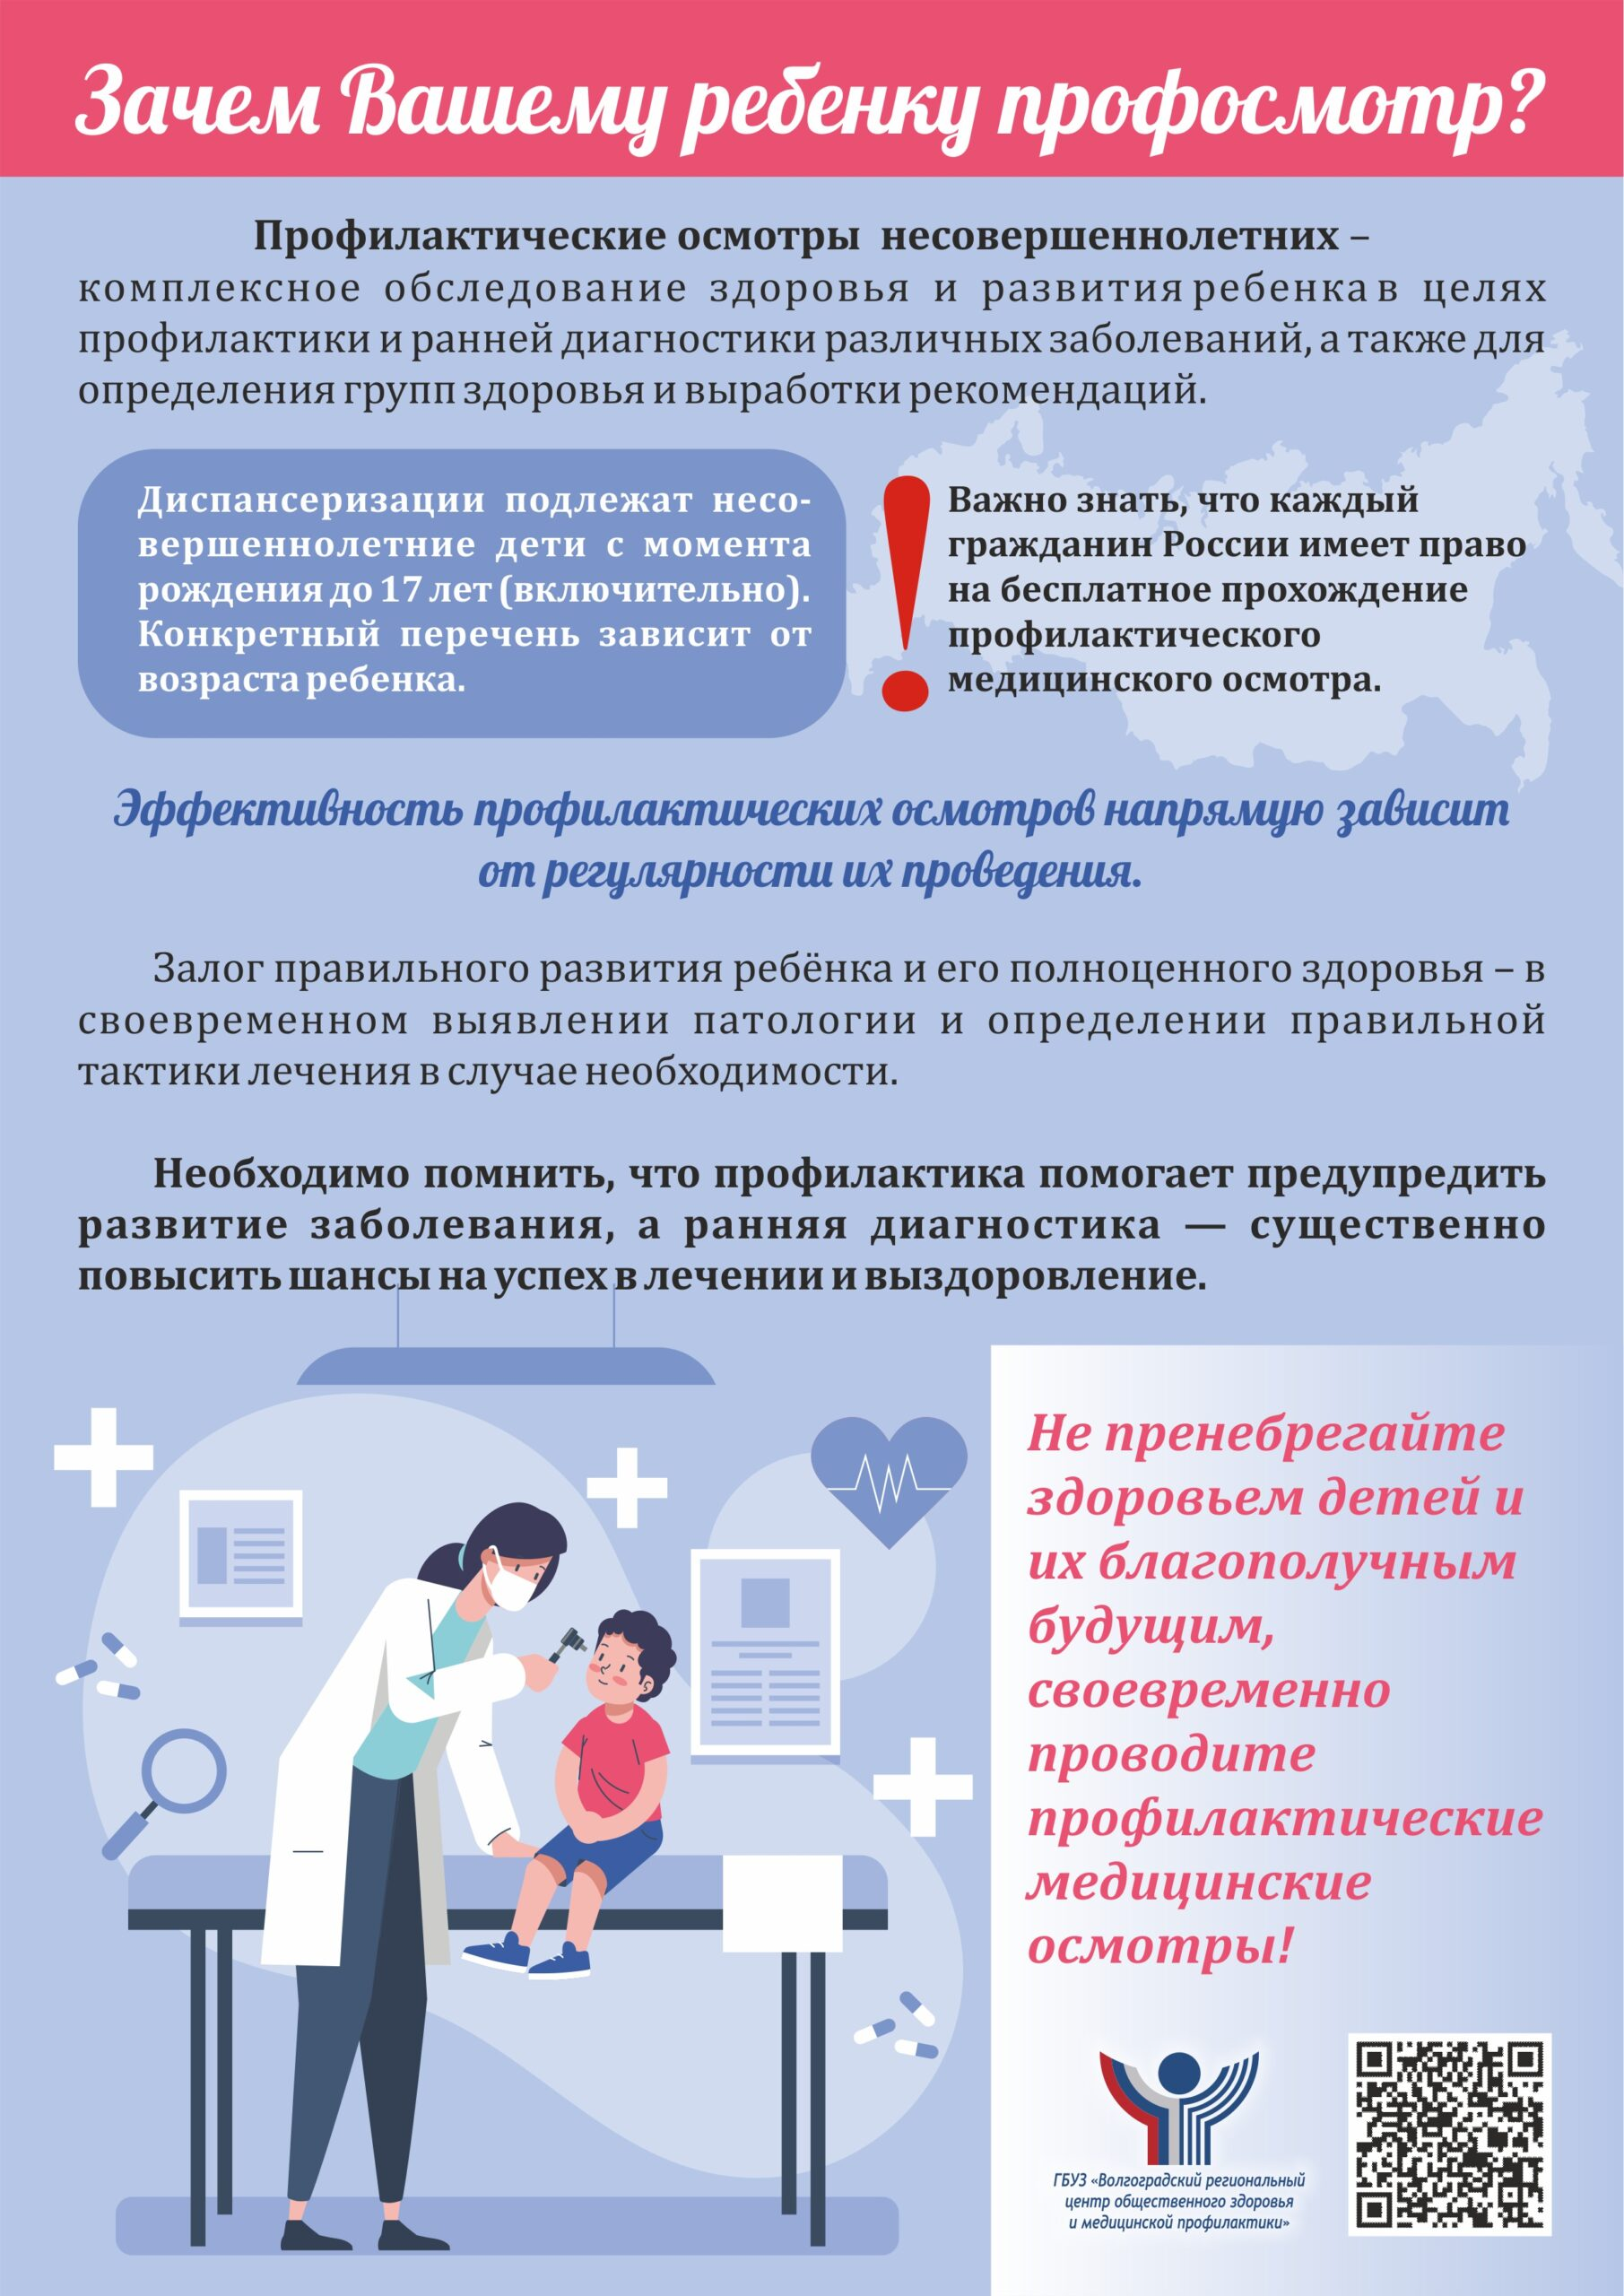 Зачем Вашему ребенку профосмотр?
Профилактические осмотры несовершеннолетних –
комплексное обследование здоровья и развития ребенка в целях
профилактики и ранней диагностики различных заболеваний, а также для
определения групп здоровья и выработки рекомендаций.
Диспансеризации подлежат несо-
вершеннолетние дети с момента
рождения до 17 лет (включительно).
Конкретный перечень зависит от
возраста ребенка.
Важно знать, что каждый
гражданин России имеет право
на бесплатное прохождение
профилактического
медицинского осмотра.
Эффективность профилактических осмотров напрямую зависит
от регулярности их проведения.
Залог правильного развития ребёнка и его полноценного здоровья – в
своевременном выявлении патологии и определении правильной
тактики лечения в случае необходимости.
Необходимо помнить, что профилактика помогает предупредить
развитие заболевания, а ранняя диагностика — существенно
повысить шансы на успех в лечении и выздоровление.
Не пренебрегайте
здоровьем детей и
их благополучным
будущим,
своевременно
проводите
профилактические
медицинские
осмотры!
ГБУЗ «Волгоградский региональный
центр общественного здоровья
и медицинской профилактики»